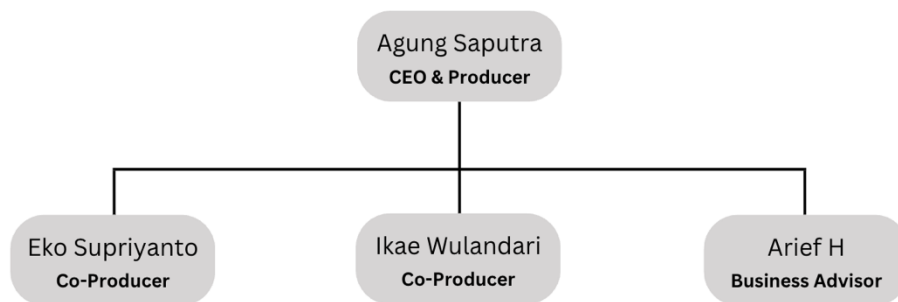 Agung Saputra
CEO & Producer
Eko Supriyanto
Co-Producer
Ikae Wulandari
Co-Producer
Arief H
Business Advisor